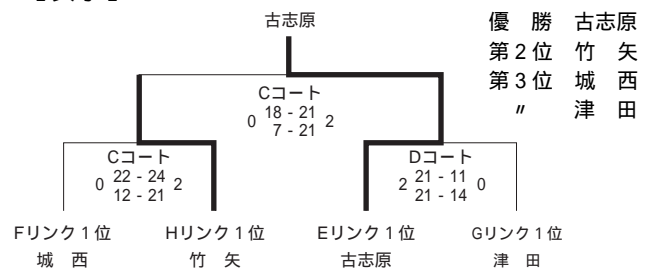 古志原
優　勝　古志原
第２位　竹　矢
第３位　城　西
〃　津　田
Cコート
0 18 - 21 2
7 - 21
Cコート
0 22 - 24 2
12 - 21
Dコート
2 21 - 11 0
21 - 14
Fリンク１位　Hリンク１位　Eリンク１位　Gリンク１位
城　西　竹　矢　古志原　津　田